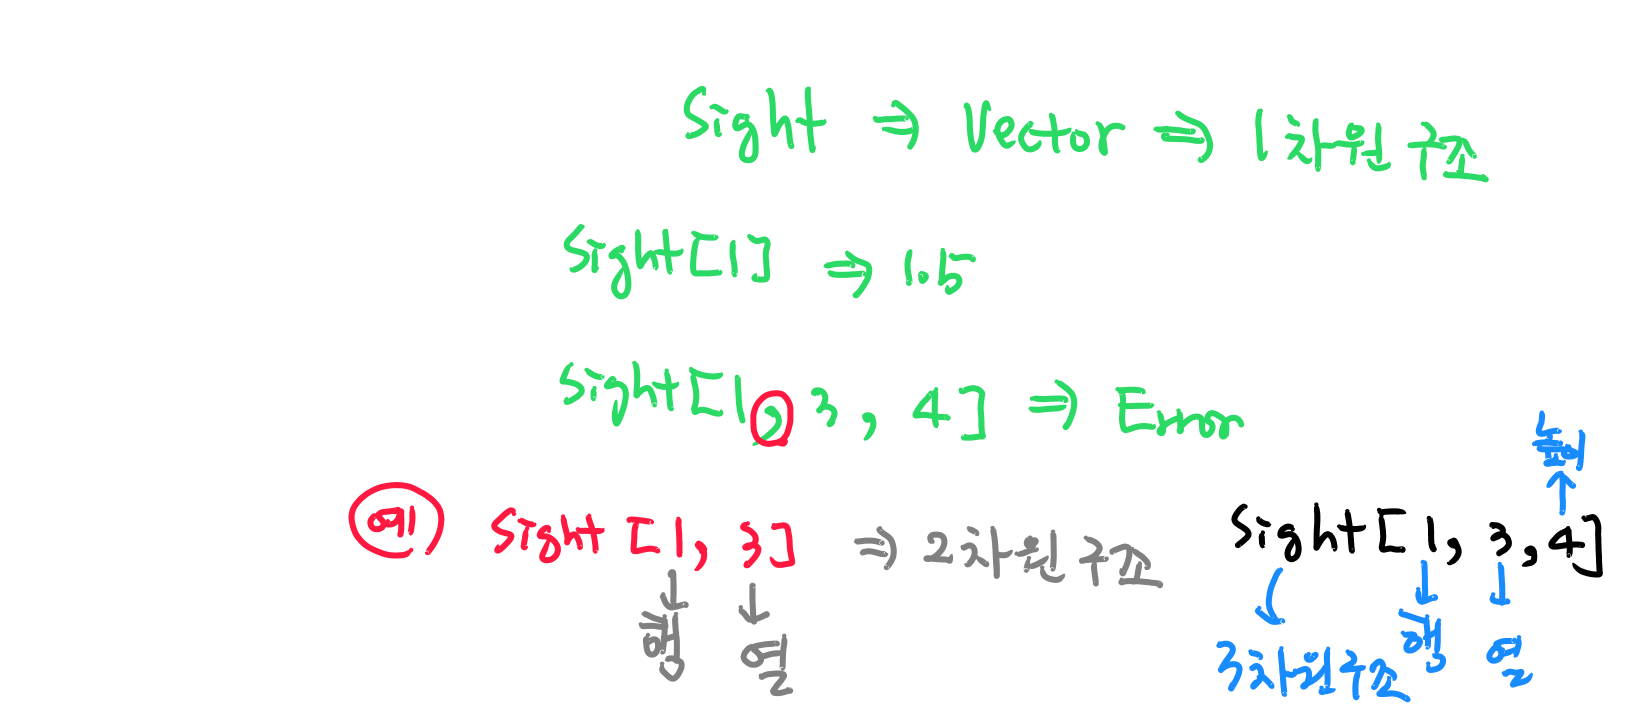 Sight ⇒ Vector ⇒ 1차원 구조
Sight[1] ⇒ 1.5
Sight[1, 3, 4] ⇒ Error
높이
예) Sight[1, 3] ⇒ 2차원 구조
Sight[1, 3, 4]
행 열
3차원구조 행 열